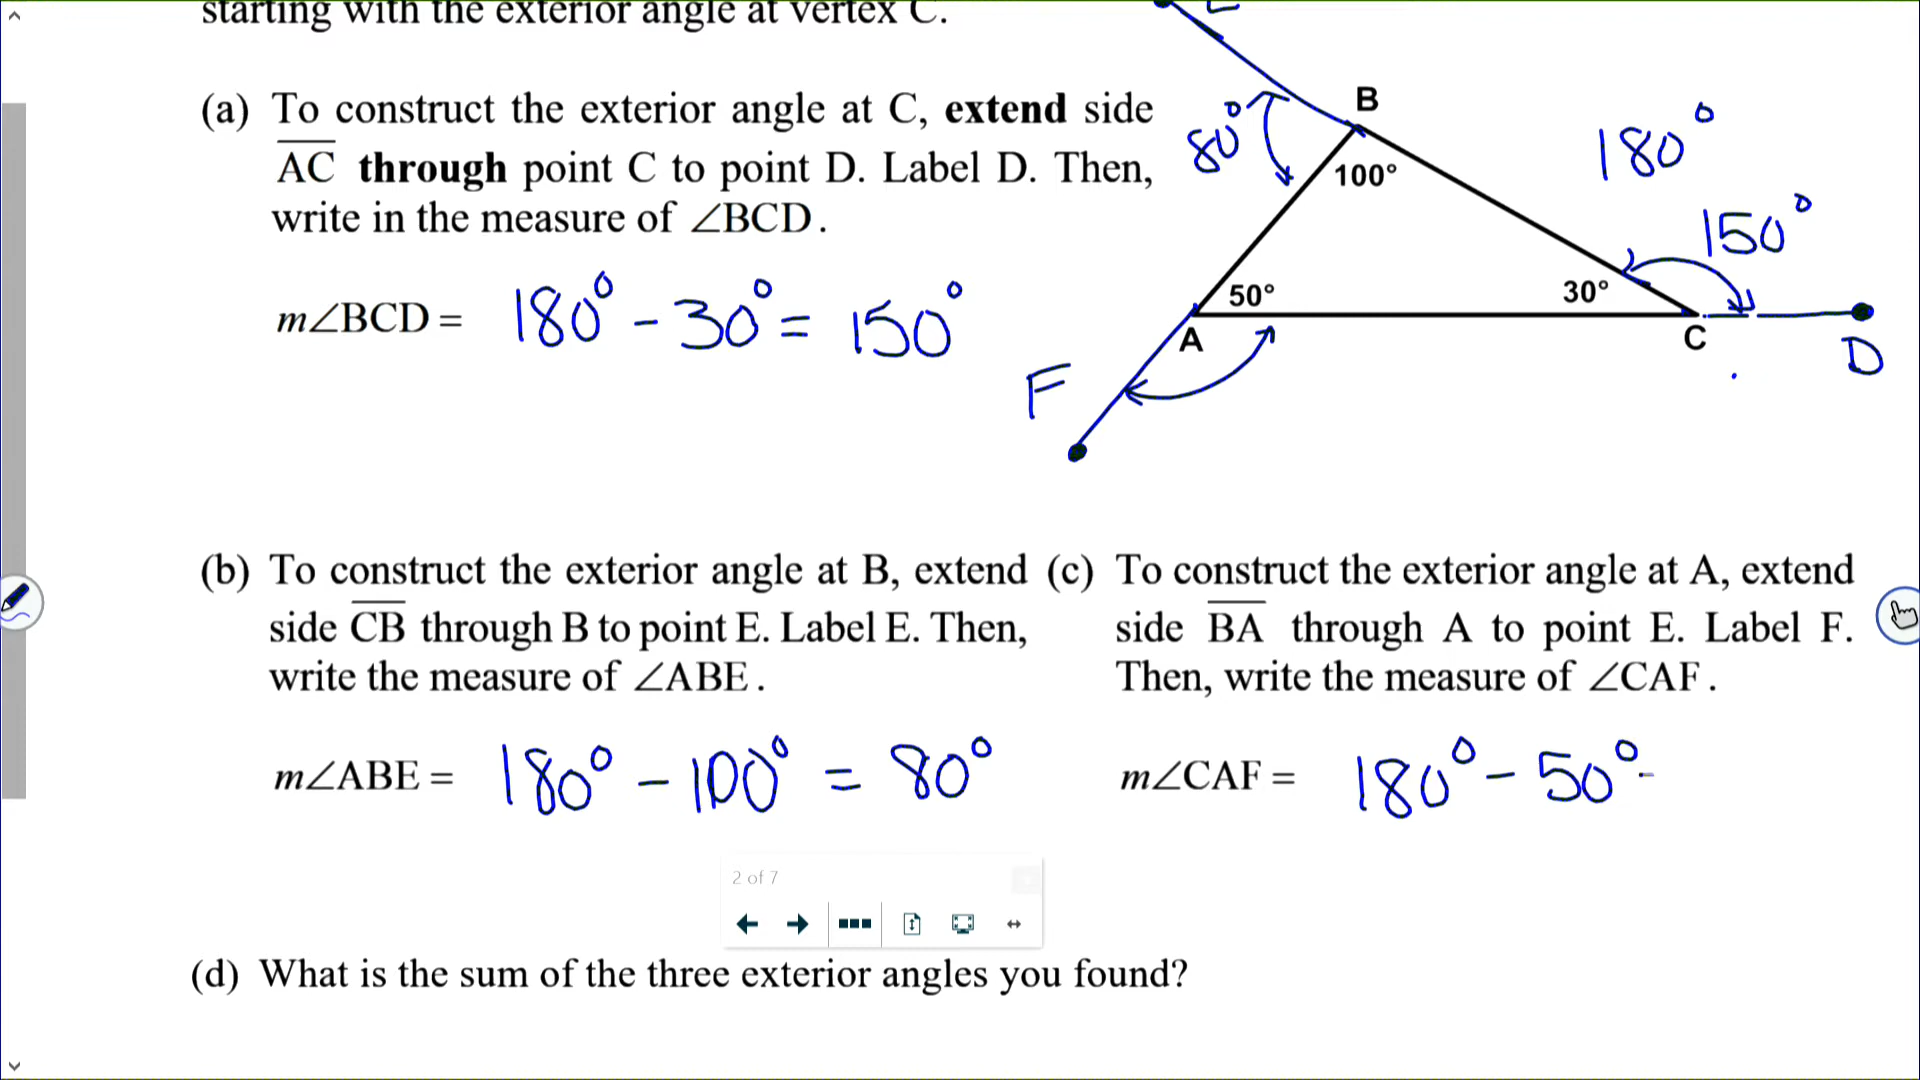 starting with the exterior angle at vertex C.
(a) To construct the exterior angle at C, extend side
AC through point C to point D. Label D. Then,
write in the measure of ∠BCD.
m∠BCD = 180° - 30° = 150°
B
80°
100°
180°
150°
50°
30°
A
C
D
F
(b) To construct the exterior angle at B, extend
side CB through B to point E. Label E. Then,
write the measure of ∠ABE.
m∠ABE = 180° - 100° = 80°
(c) To construct the exterior angle at A, extend
side BA through A to point E. Label F.
Then, write the measure of ∠CAF.
m∠CAF = 180° - 50° -
2 of 7
(d) What is the sum of the three exterior angles you found?